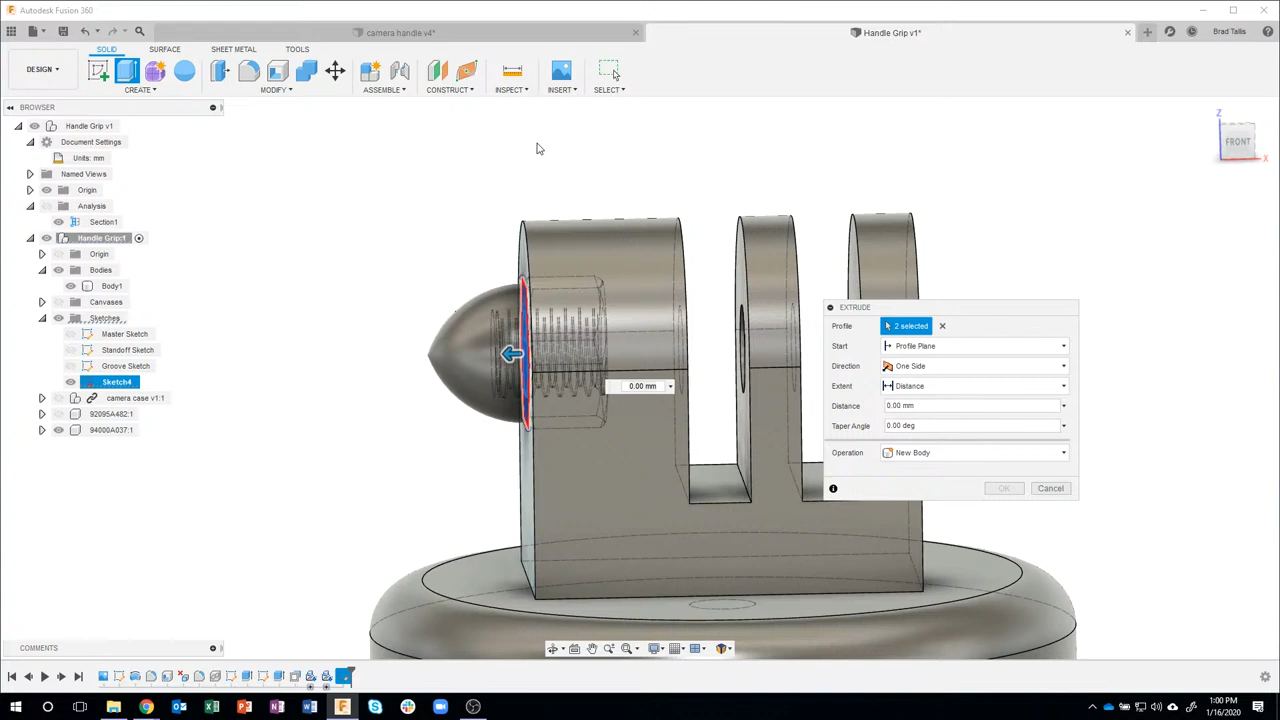 Autodesk Fusion 360
camera handle v4*
Handle Grip v1*
Brad Tallis
SOLID
SURFACE
SHEET METAL
TOOLS
DESIGN
CREATE
MODIFY
ASSEMBLE
CONSTRUCT
INSPECT
INSERT
SELECT
BROWSER
Handle Grip v1
Document Settings
Units: mm
Named Views
Origin
Analysis
Section1
Handle Grip:1
Origin
Bodies
Body1
Canvases
Sketches
Master Sketch
Standoff Sketch
Groove Sketch
Sketch4
camera case v1:1
92095A482:1
94000A037:1
Z
FRONT
X
0.00 mm
EXTRUDE
Profile
2 selected
Start
Profile Plane
Direction
One Side
Extent
Distance
Distance
0.00 mm
Taper Angle
0.00 deg
Operation
New Body
OK
Cancel
COMMENTS
1:00 PM
1/16/2020